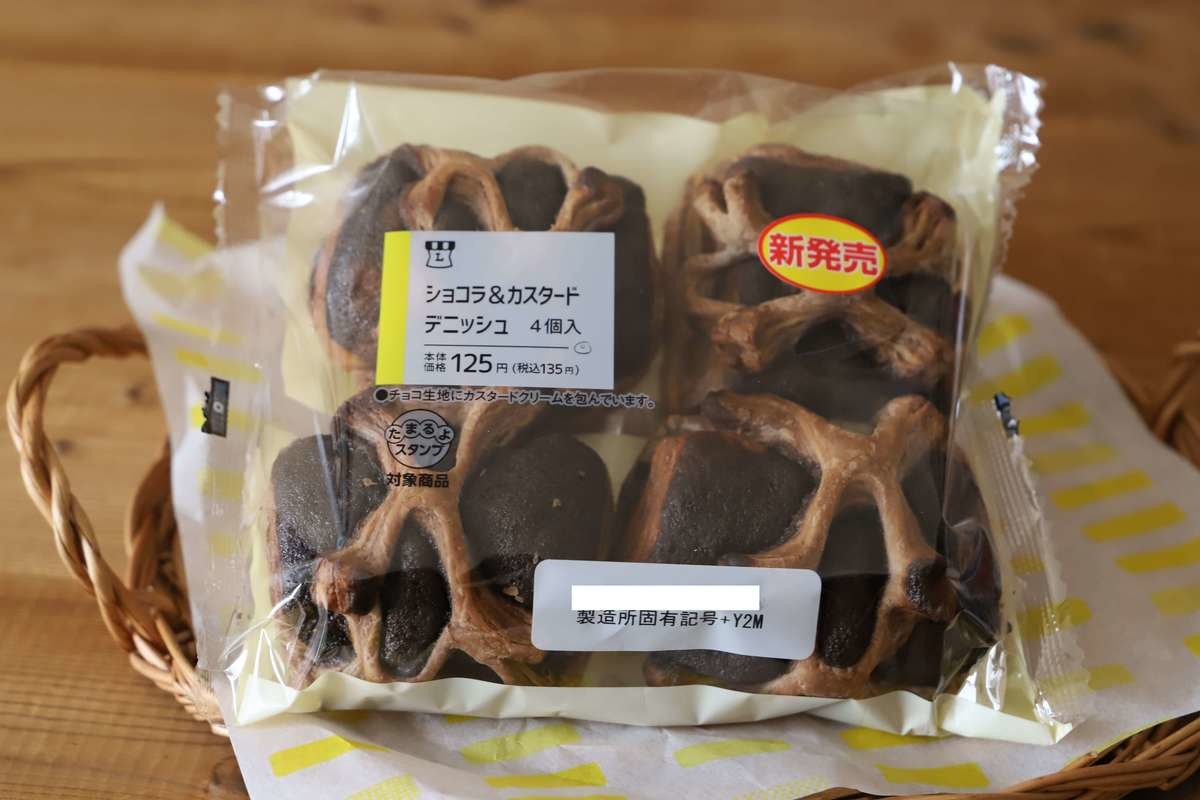 L
ショコラ&カスタード
デニッシュ 4個入
本体価格 125円(税込135円)
新発売
●チョコ生地にカスタードクリームを包んでいます。
たまるよ
スタンプ
対象商品
製造所固有記号+Y2M